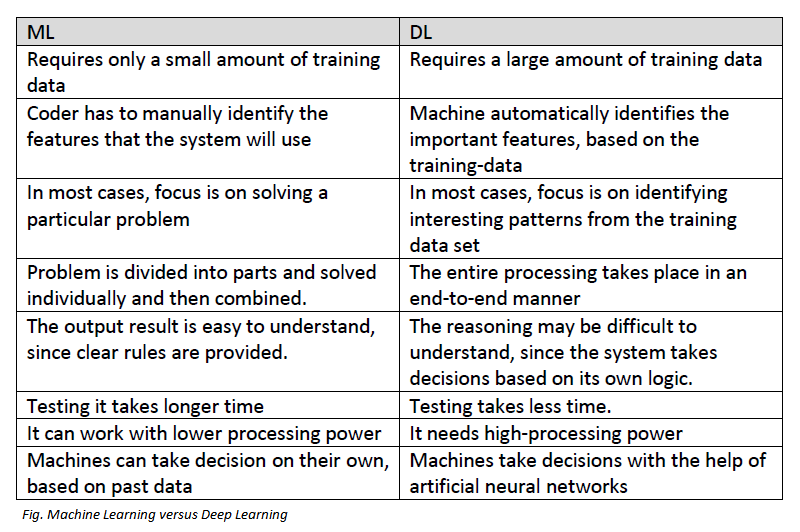 ML
DL
Requires only a small amount of training
data
Requires a large amount of training data
Coder has to manually identify the
features that the system will use
Machine automatically identifies the
important features, based on the
training-data
In most cases, focus is on solving a
particular problem
In most cases, focus is on identifying
interesting patterns from the training
data set
Problem is divided into parts and solved
individually and then combined.
The entire processing takes place in an
end-to-end manner
The output result is easy to understand,
since clear rules are provided.
The reasoning may be difficult to
understand, since the system takes
decisions based on its own logic.
Testing it takes longer time
Testing takes less time.
It can work with lower processing power
It needs high-processing power
Machines can take decision on their own,
based on past data
Machines take decisions with the help of
artificial neural networks
Fig. Machine Learning versus Deep Learning